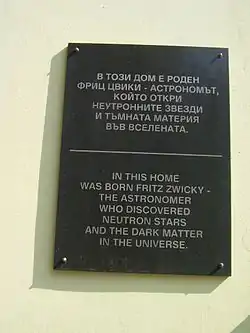 В ТОЗИ ДОМ Е РОДЕН
ФРИЦ ЦВИКИ - АСТРОНОМЪТ,
КОЙТО ОТКРИ
НЕУТРОННИТЕ ЗВЕЗДИ
И ТЪМНАТА МАТЕРИЯ
ВЪВ ВСЕЛЕНАТА.
IN THIS HOME
WAS BORN FRITZ ZWICKY -
THE ASTRONOMER
WHO DISCOVERED
NEUTRON STARS
AND THE DARK MATTER
IN THE UNIVERSE.